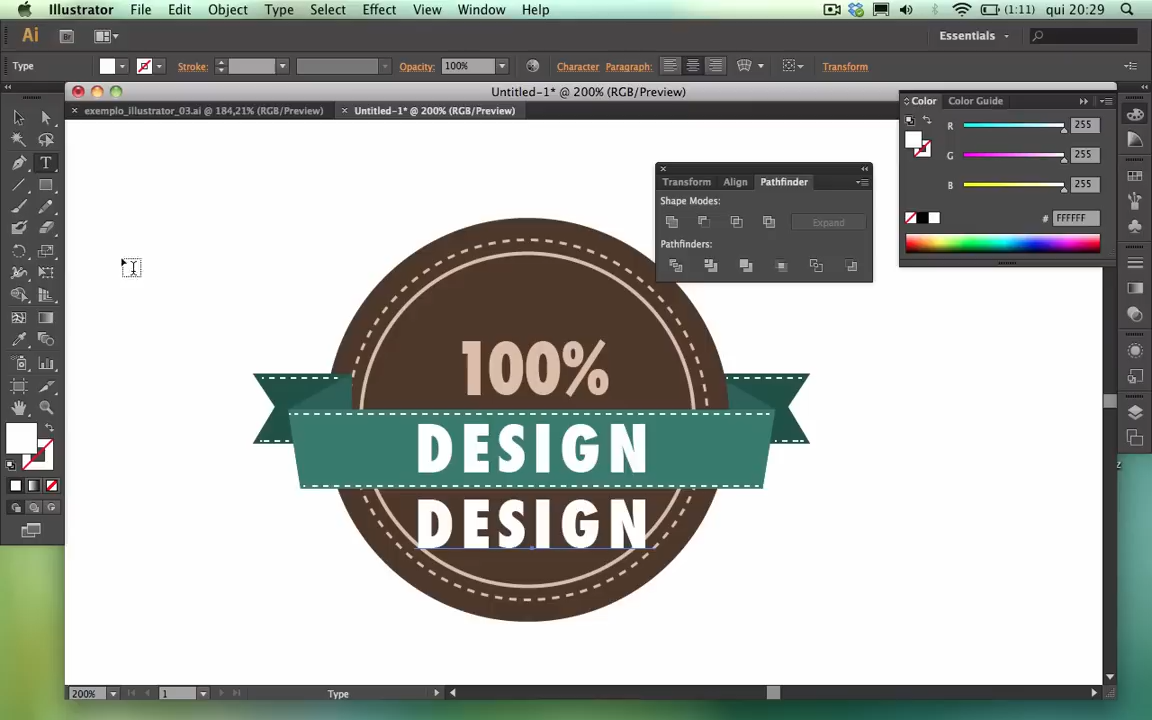 Illustrator File Edit Object Type Select Effect View Window Help (1:11) qui 20:29
Ai Br Essentials
Type Stroke: Opacity: 100% Character Paragraph: Transform
Untitled-1* @ 200% (RGB/Preview)
exemplo_illustrator_03.ai @ 184,21% (RGB/Preview) Untitled-1* @ 200% (RGB/Preview)
Color Color Guide
R 255
G 255
B 255
# FFFFFF
Transform Align Pathfinder
Shape Modes:
Expand
Pathfinders:
100%
DESIGN
DESIGN
200% 1 Type